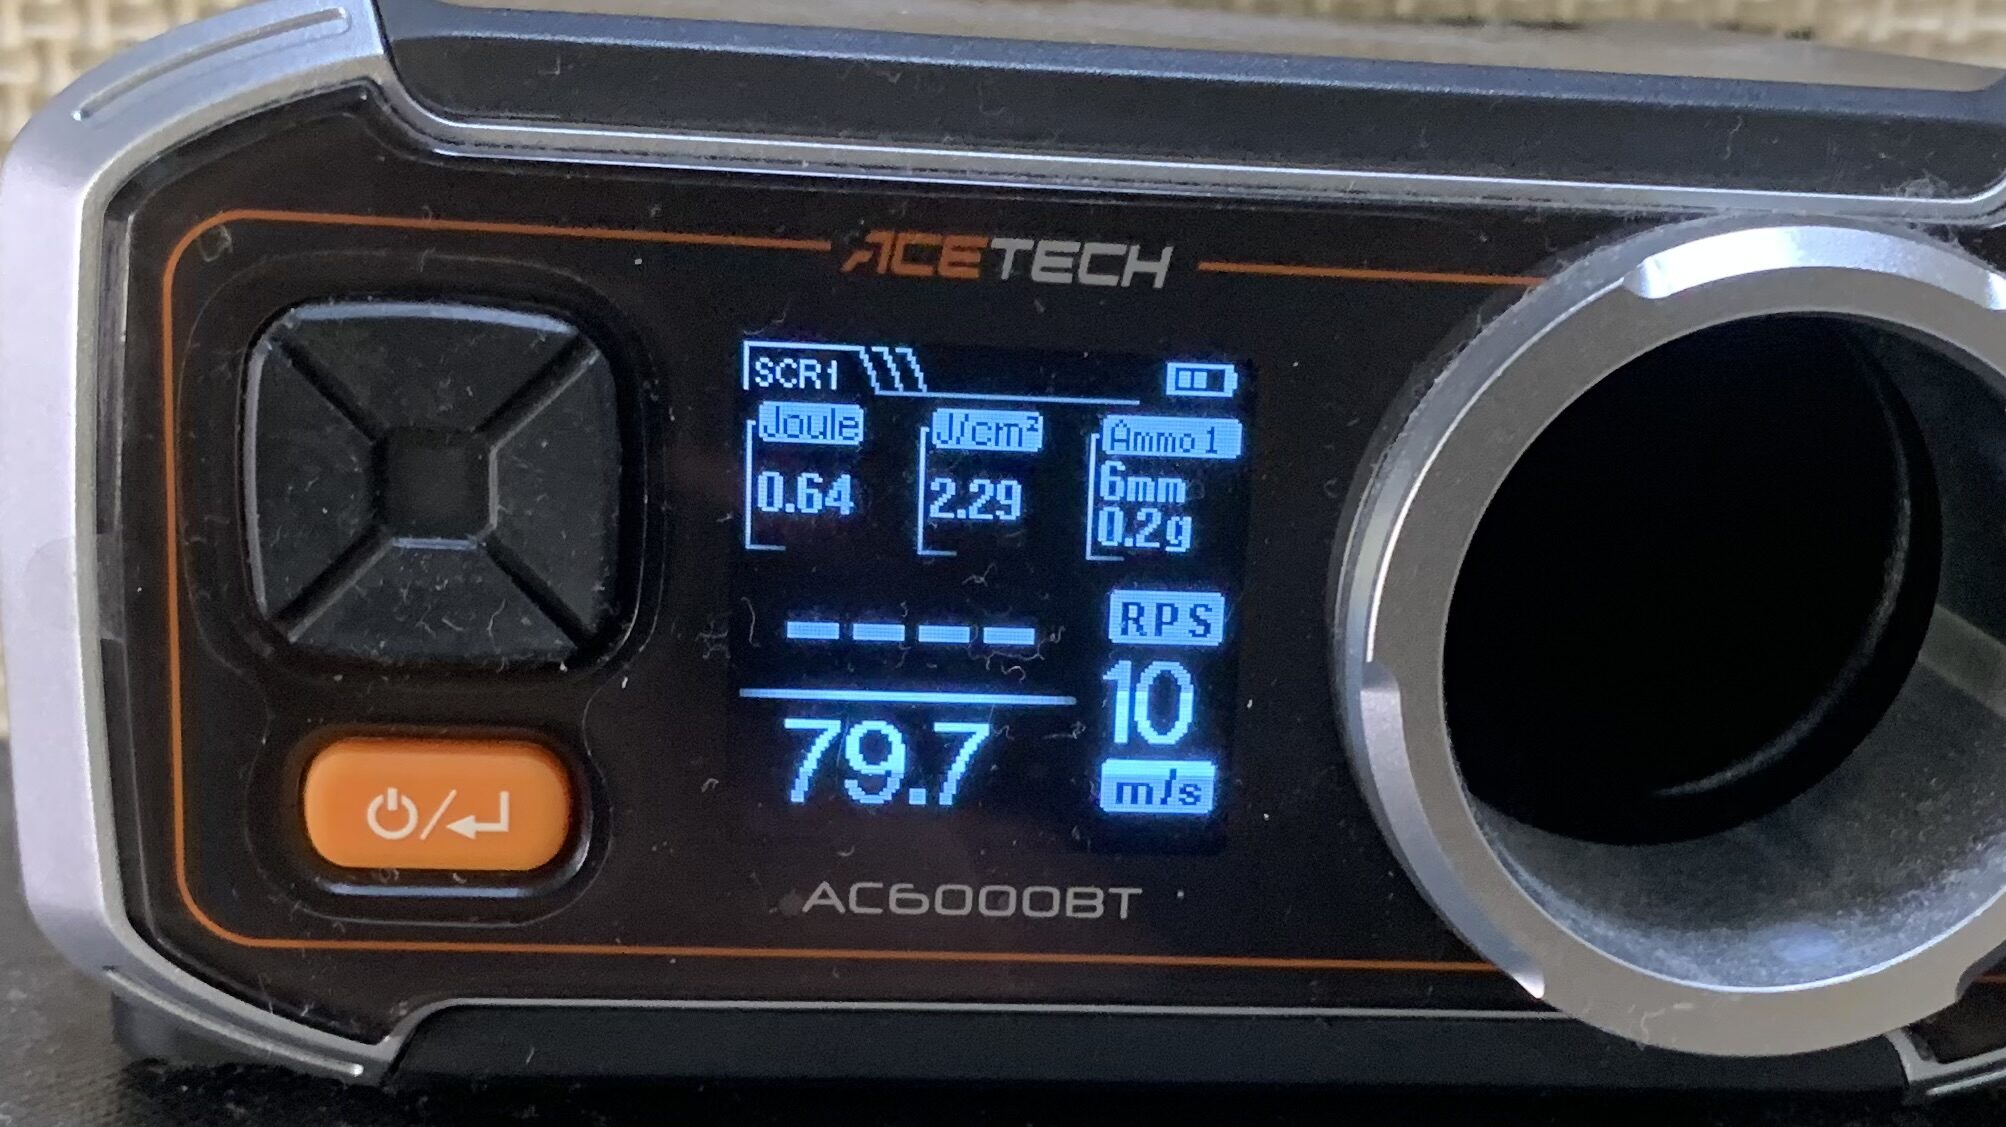 ACETECH
SCR1
Joule
J/cm²
Ammo 1
0.64
2.29
6mm
0.2g
----
RPS
10
79.7
m/s
AC6000BT